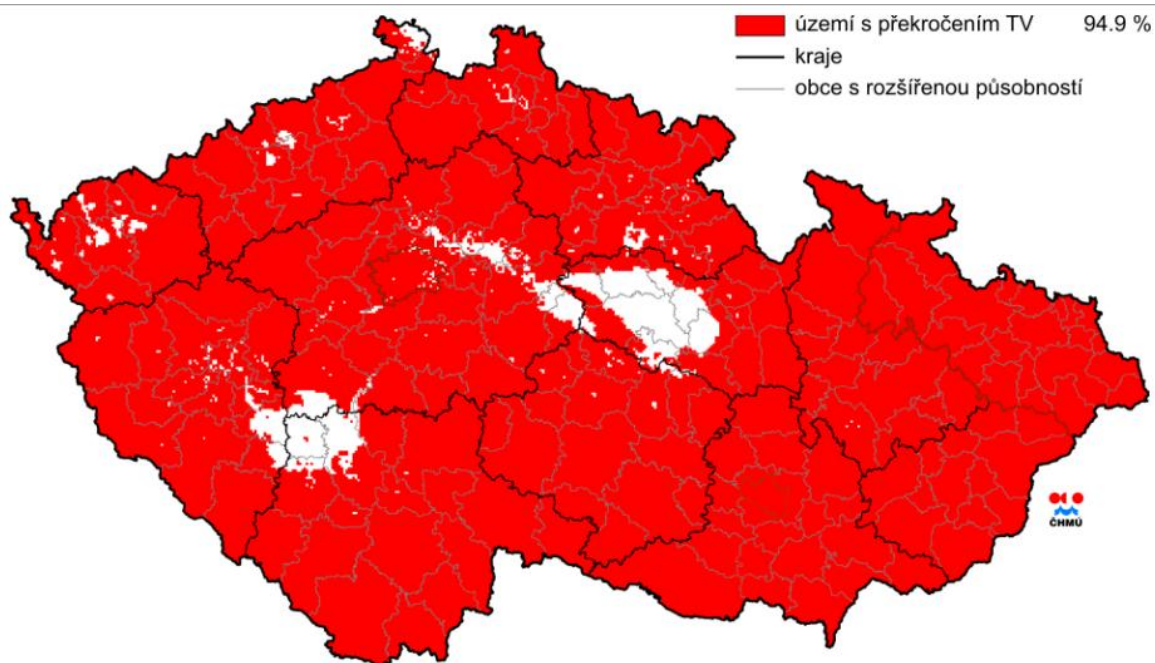 území s překročením TV 94.9 %
kraje
obce s rozšířenou působností
ČHMÚ